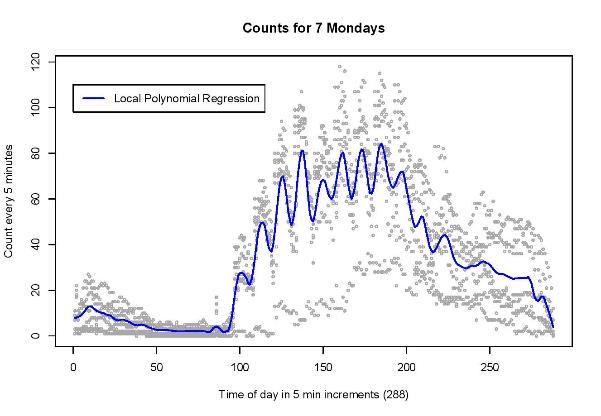 Counts for 7 Mondays
Local Polynomial Regression
Count every 5 minutes
120
100
80
60
40
20
0
0 50 100 150 200 250
Time of day in 5 min increments (288)